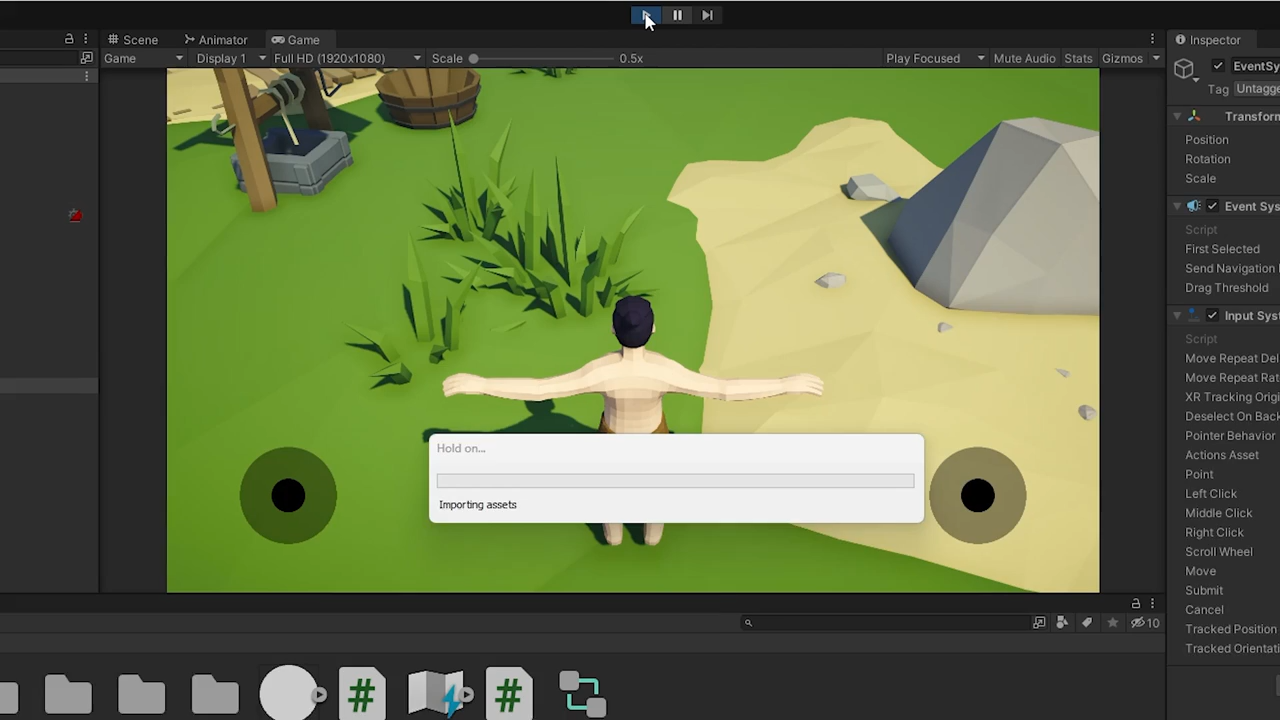 Scene Animator Game
Inspector
Game Display 1 Full HD (1920x1080) Scale 0.5x Play Focused Mute Audio Stats Gizmos
EventSy
Tag Untagge
Transform
Position
Rotation
Scale
Event Sys
Script
First Selected
Send Navigation
Drag Threshold
Input Syst
Script
Move Repeat Del
Move Repeat Rat
XR Tracking Origi
Deselect On Back
Pointer Behavior
Actions Asset
Point
Left Click
Middle Click
Right Click
Scroll Wheel
Move
Submit
Cancel
Tracked Position
Tracked Orientati
Hold on...
Importing assets
10
# #